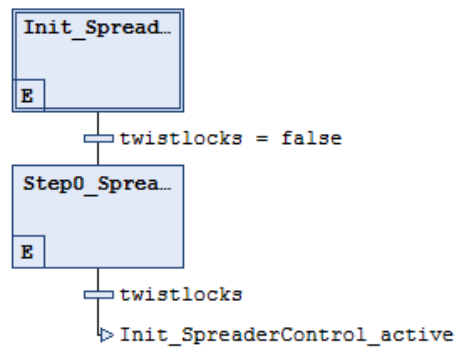 Init_Spread…
E
twistlocks = false
Step0_Sprea…
E
twistlocks
Init_SpreaderControl_active